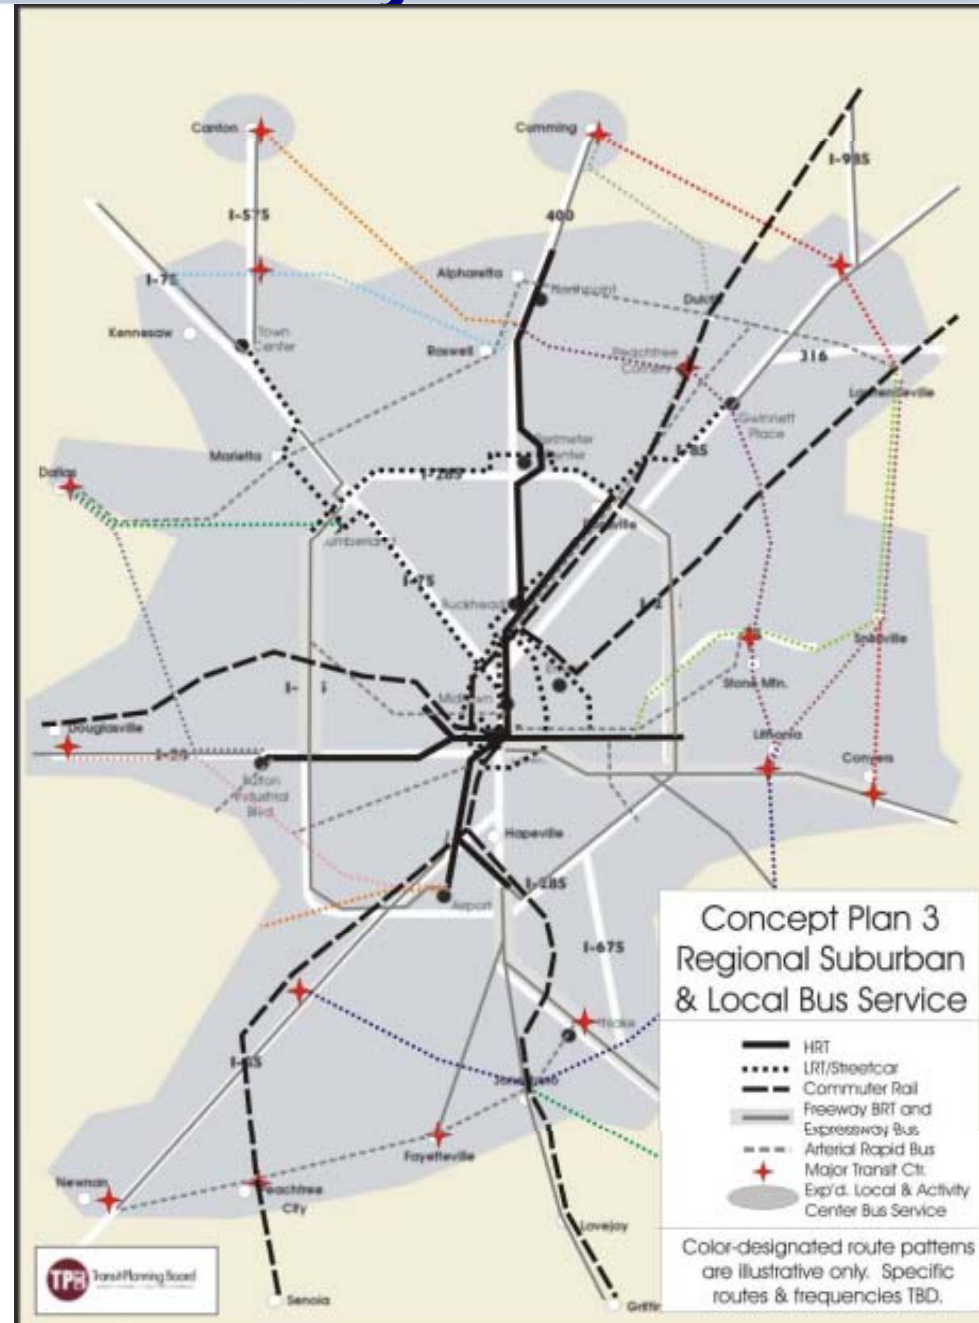 Canton
Cumming
I-985
I-575
400
I-75
Alpharetta
Northpoint
Duluth
Kennesaw
Town
Center
Roswell
Peachtree
Corners
316
Lawrenceville
Gwinnett
Place
Marietta
Perimeter
Center
I-85
Dallas
I-285
I-75
Buckhead
Snellville
Stone Mtn.
Midtown
Douglasville
I-20
Lithonia
Conyers
Fulton
Industrial
Blvd
Hapeville
I-285
Airport
I-675
I-85
Fayetteville
Newnan
Peachtree
City
Lovejoy
Senoia
Concept Plan 3
Regional Suburban
& Local Bus Service
HRT
LRT/Streetcar
Commuter Rail
Freeway BRT and
Expressway Bus
Arterial Rapid Bus
Major Transit Ctr.
Exp'd. Local & Activity
Center Bus Service
Color-designated route patterns
are illustrative only. Specific
routes & frequencies TBD.
TPB Transit Planning Board